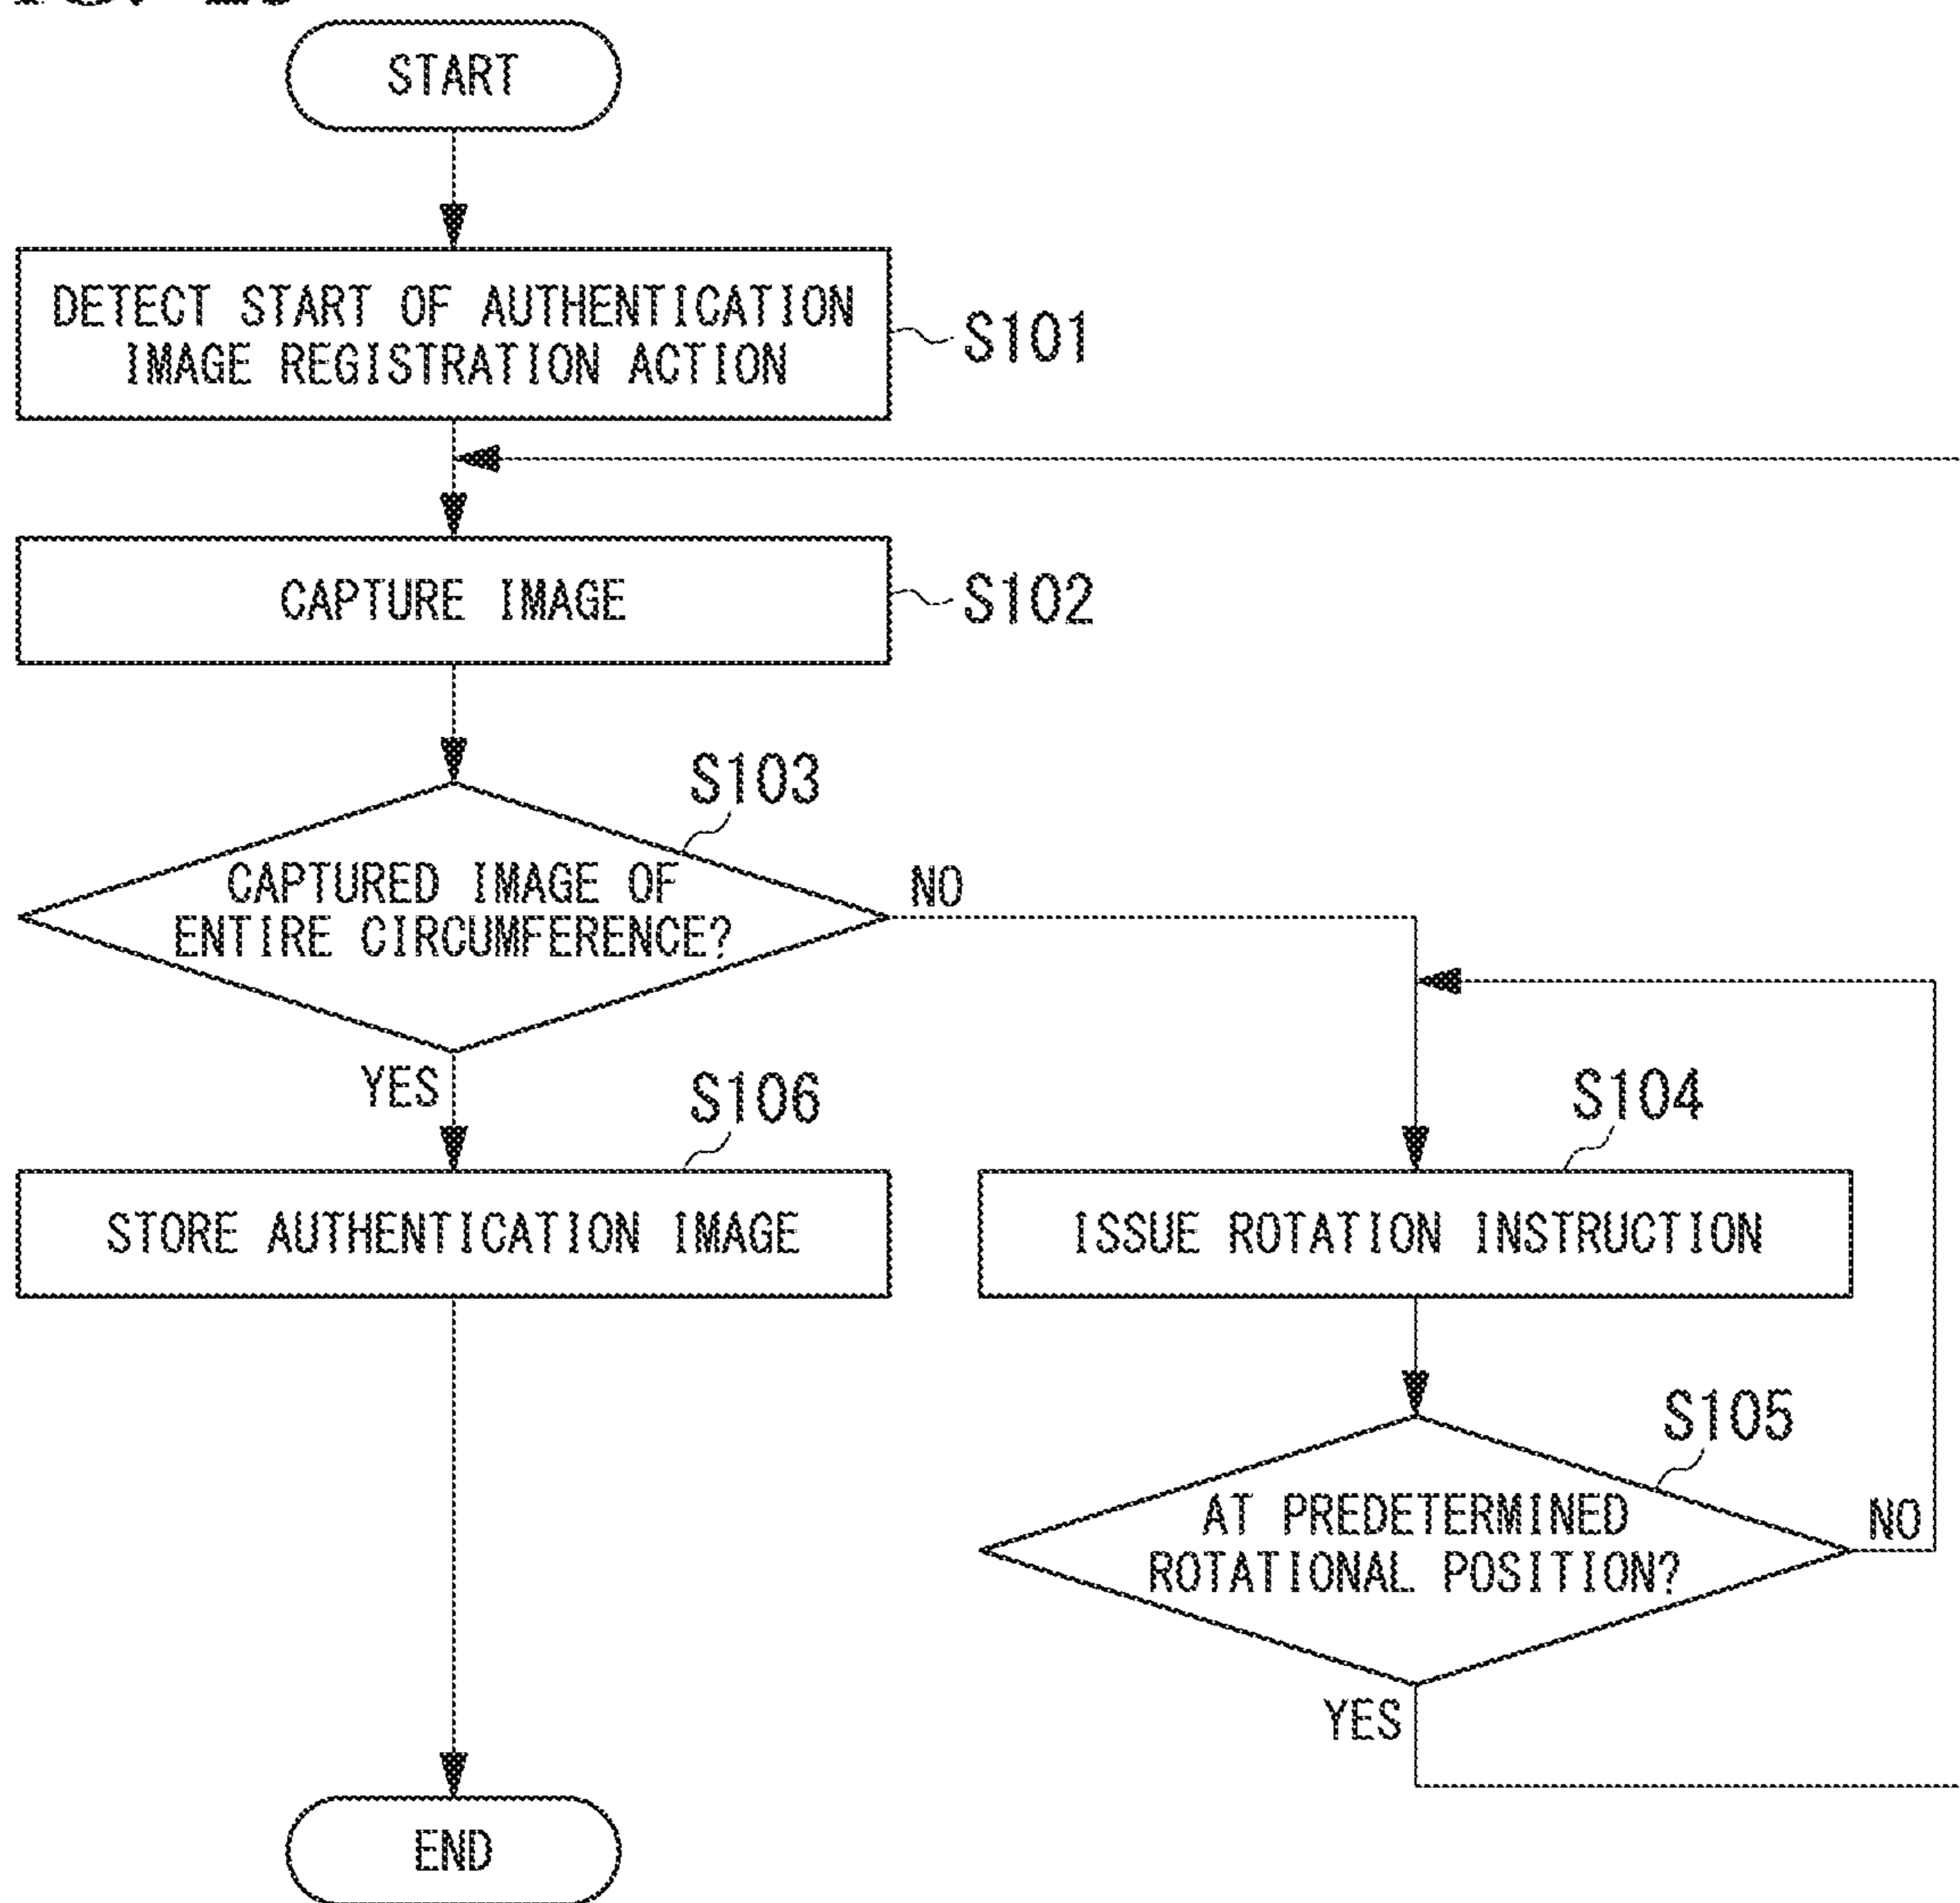 START
DETECT START OF AUTHENTICATION
IMAGE REGISTRATION ACTION
S101
CAPTURE IMAGE
S102
S103
CAPTURED IMAGE OF
ENTIRE CIRCUMFERENCE?
NO
YES
S106
STORE AUTHENTICATION IMAGE
S104
ISSUE ROTATION INSTRUCTION
S105
AT PREDETERMINED
ROTATIONAL POSITION?
NO
YES
END